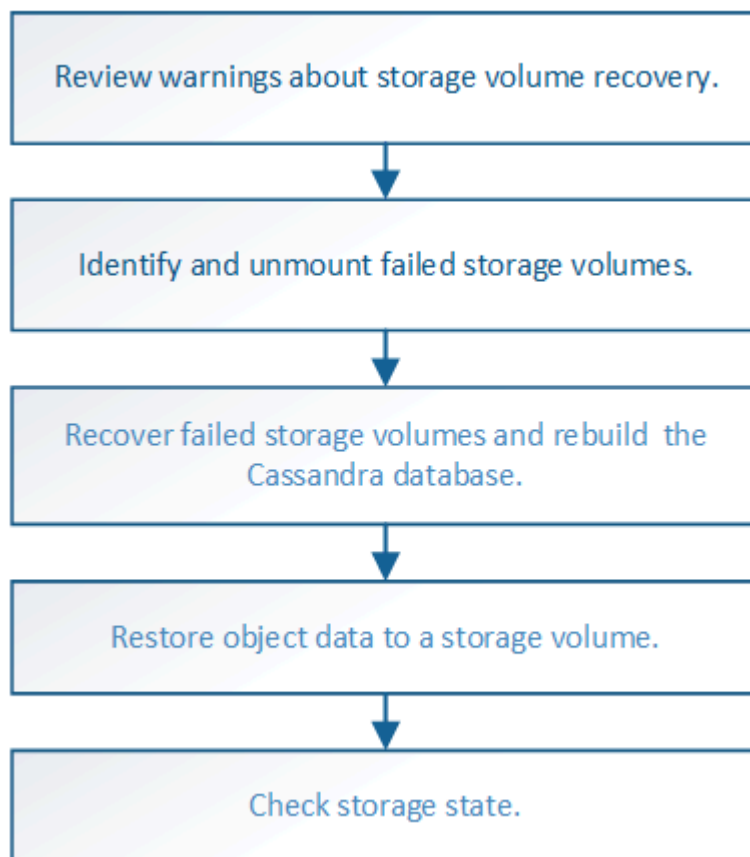 Review warnings about storage volume recovery.
Identify and unmount failed storage volumes.
Recover failed storage volumes and rebuild the
Cassandra database.
Restore object data to a storage volume.
Check storage state.